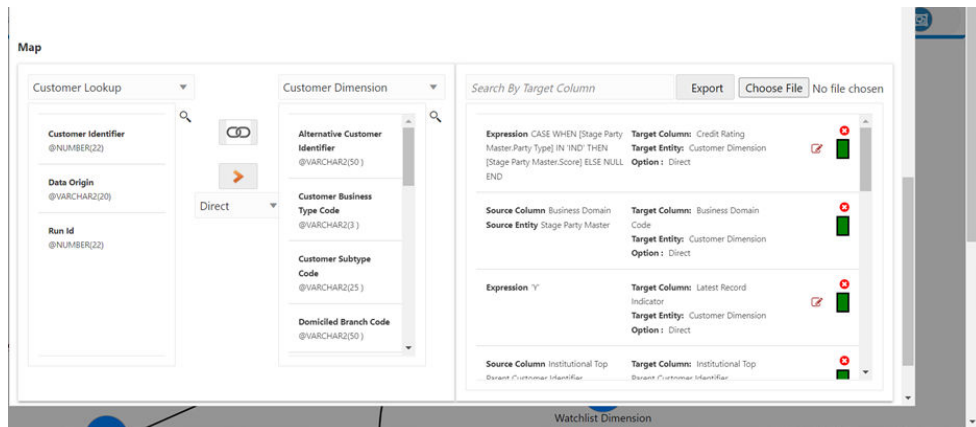 Map
Customer Lookup
Customer Identifier
@NUMBER(22)
Data Origin
@VARCHAR2(20)
Run Id
@NUMBER(22)
Direct
Customer Dimension
Alternative Customer
Identifier
@VARCHAR2(50 )
Customer Business
Type Code
@VARCHAR2(3 )
Customer Subtype
Code
@VARCHAR2(25 )
Domiciled Branch Code
@VARCHAR2(50 )
Search By Target Column
Export
Choose File No file chosen
Expression CASE WHEN [Stage Party
Master.Party Type] IN 'IND' THEN
[Stage Party Master.Score] ELSE NULL
END
Target Column: Credit Rating
Target Entity: Customer Dimension
Option : Direct
Source Column Business Domain
Source Entity Stage Party Master
Target Column: Business Domain
Code
Target Entity: Customer Dimension
Option : Direct
Expression 'Y'
Target Column: Latest Record
Indicator
Target Entity: Customer Dimension
Option : Direct
Source Column Institutional Top
Parent Customer Identifier
Target Column: Institutional Top
Parent Customer Identifier
Watchlist Dimension